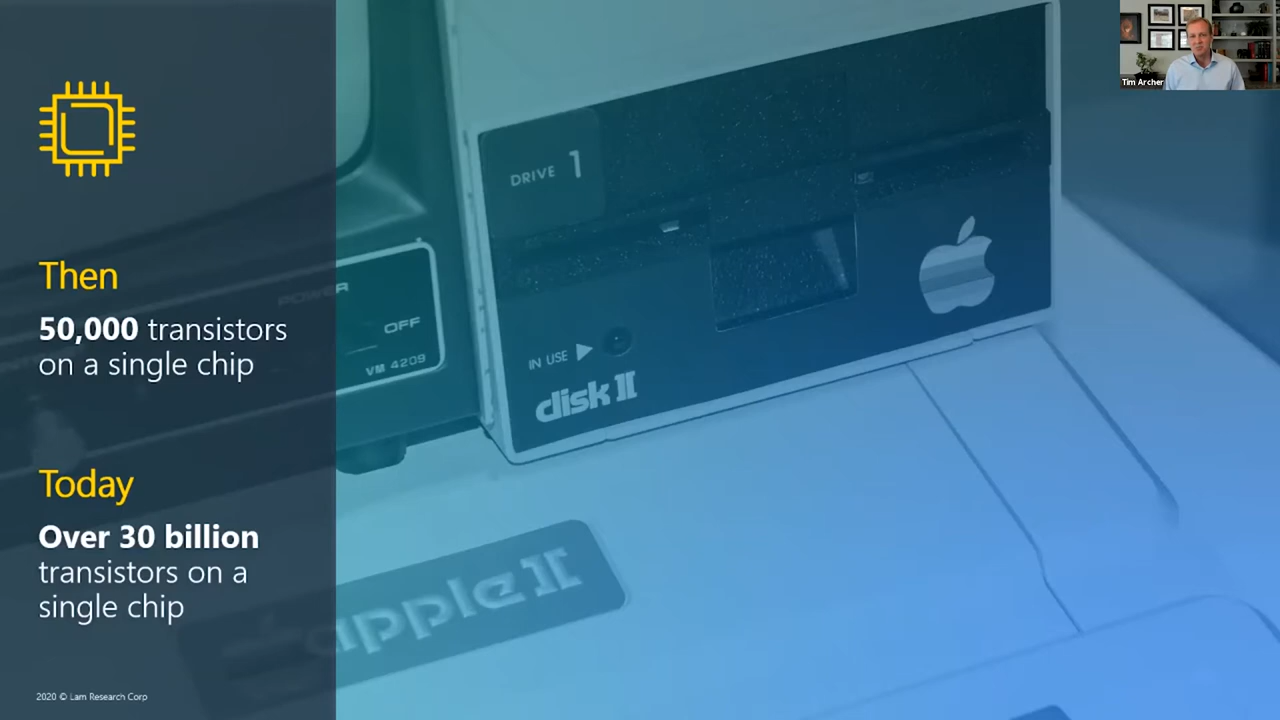 Then
50,000 transistors
on a single chip
Today
Over 30 billion
transistors on a
single chip
2020 © Lam Research Corp
POWER
OFF
VM 4209
DRIVE 1
IN USE
disk II
apple II
Tim Archer